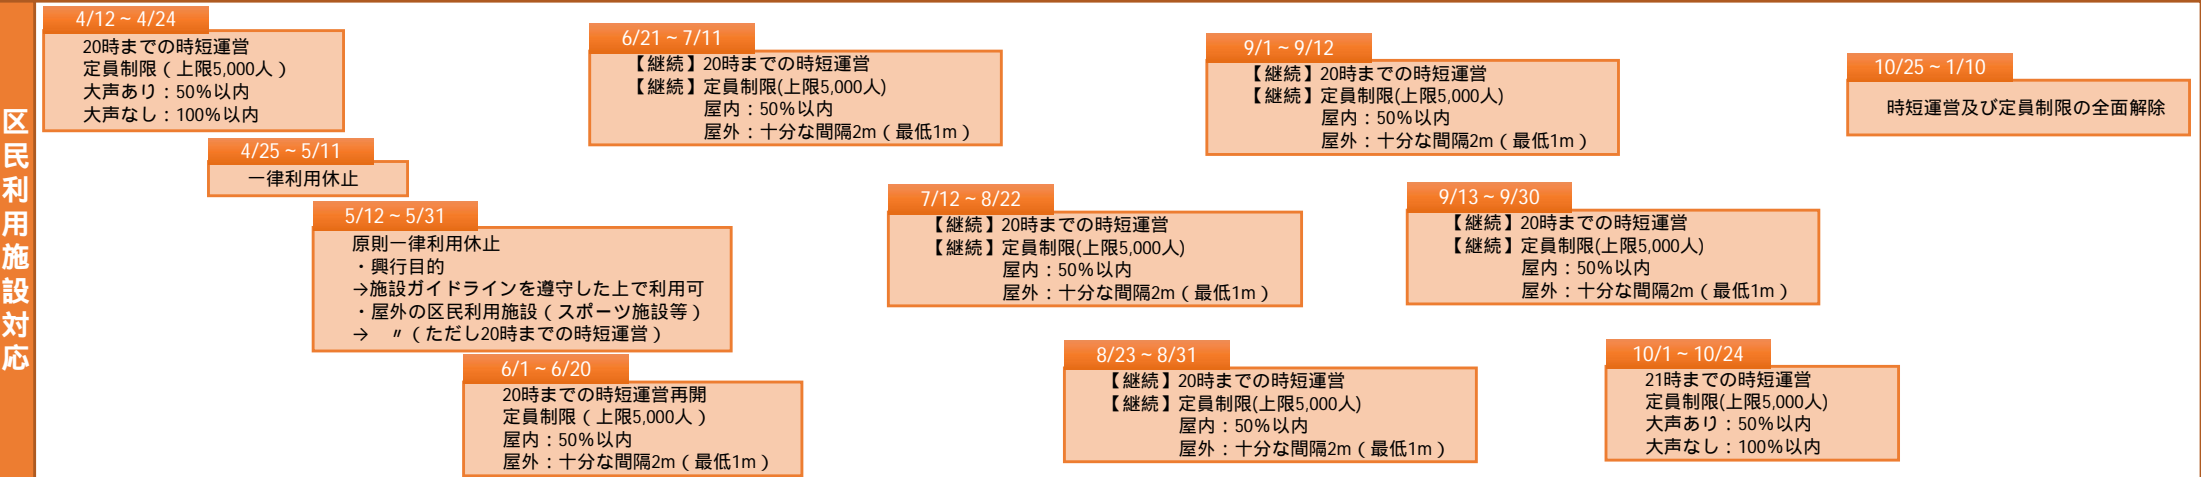 区民利用施設対応
4/12~4/24
20時までの時短運営
定員制限(上限5,000人)
大声あり:50%以内
大声なし:100%以内
4/25~5/11
一律利用休止
5/12~5/31
原則一律利用休止
・興行目的
→施設ガイドラインを遵守した上で利用可
・屋外の区民利用施設(スポーツ施設等)
→ 〃(ただし20時までの時短運営)
6/1~6/20
20時までの時短運営再開
定員制限(上限5,000人)
屋内:50%以内
屋外:十分な間隔2m(最低1m)
6/21~7/11
【継続】20時までの時短運営
【継続】定員制限(上限5,000人)
屋内:50%以内
屋外:十分な間隔2m(最低1m)
7/12~8/22
【継続】20時までの時短運営
【継続】定員制限(上限5,000人)
屋内:50%以内
屋外:十分な間隔2m(最低1m)
8/23~8/31
【継続】20時までの時短運営
【継続】定員制限(上限5,000人)
屋内:50%以内
屋外:十分な間隔2m(最低1m)
9/1~9/12
【継続】20時までの時短運営
【継続】定員制限(上限5,000人)
屋内:50%以内
屋外:十分な間隔2m(最低1m)
9/13~9/30
【継続】20時までの時短運営
【継続】定員制限(上限5,000人)
屋内:50%以内
屋外:十分な間隔2m(最低1m)
10/1~10/24
21時までの時短運営
定員制限(上限5,000人)
大声あり:50%以内
大声なし:100%以内
10/25~1/10
時短運営及び定員制限の全面解除